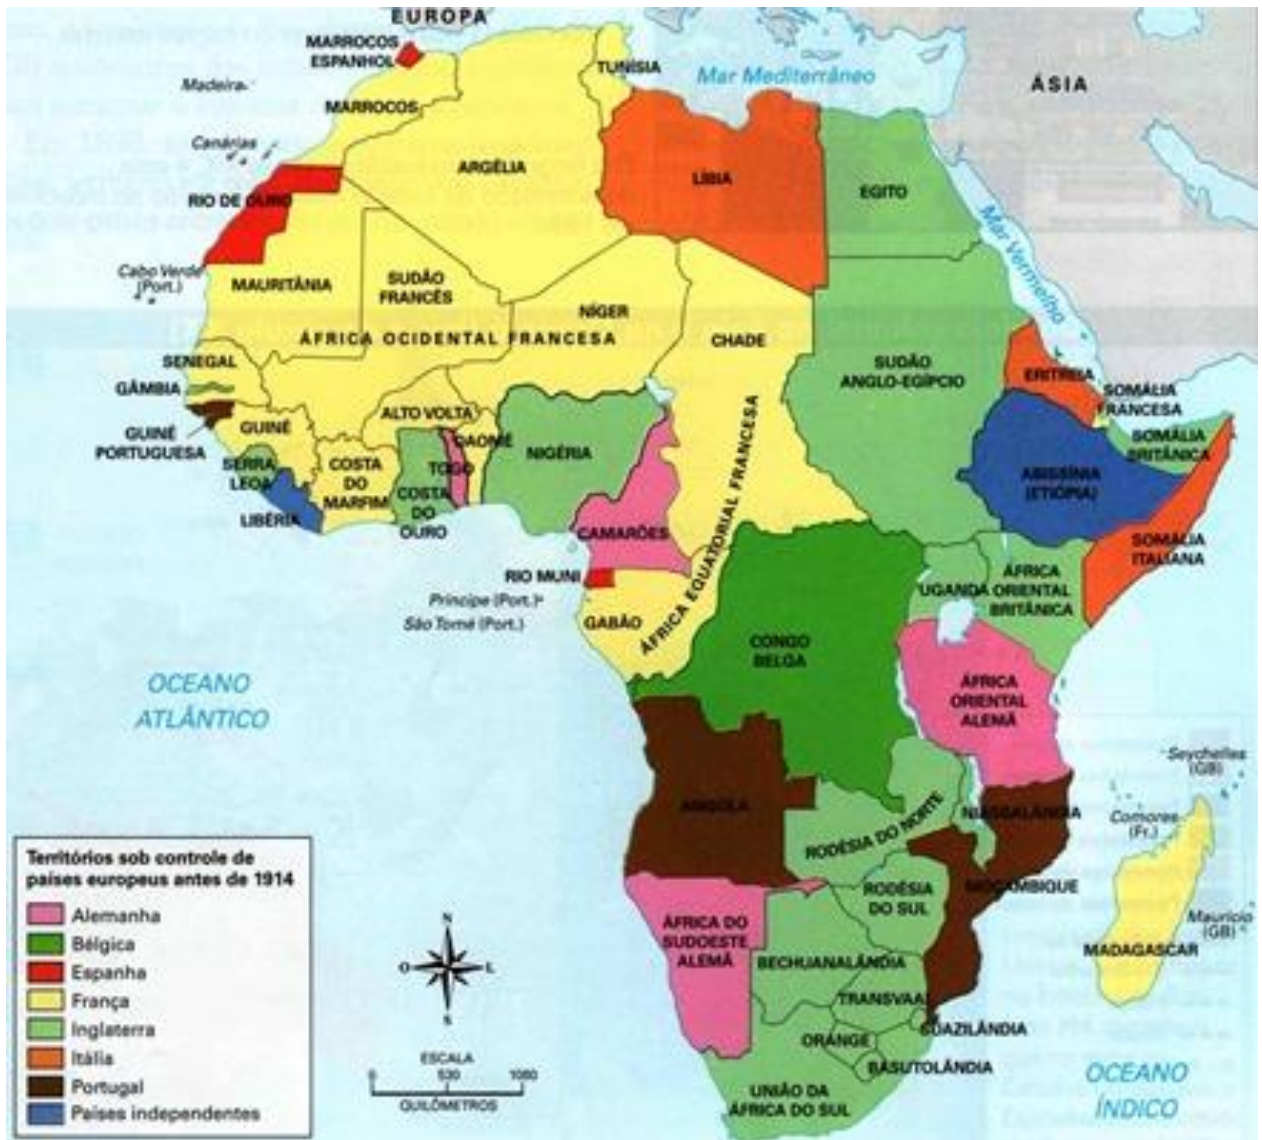 EUROPA
MARROCOS
ESPANHOL
Madeira
MARROCOS
TUNÍSIA
Mar Mediterrâneo
ÁSIA
Canárias
ARGÉLIA
LÍBIA
EGITO
RIO DE OURO
Mar Vermelho
Cabo Verde
(Port.)
MAURITÂNIA
SUDÃO
FRANCÊS
NÍGER
ÁFRICA OCIDENTAL FRANCESA
CHADE
SUDÃO
ANGLO-EGÍPCIO
ERITREIA
SENEGAL
GÂMBIA
SOMÁLIA
FRANCESA
ALTO VOLTA
GUINÉ
GUINÉ
PORTUGUESA
DAOMÉ
NIGÉRIA
SOMÁLIA
BRITÂNICA
SERRA
LEOA
COSTA
DO
MARFIM
TOGO
COSTA
DO
OURO
ABISSÍNIA
(ETIÓPIA)
LIBÉRIA
CAMARÕES
ÁFRICA EQUATORIAL FRANCESA
SOMÁLIA
ITALIANA
RIO MUNI
UGANDA
ÁFRICA
ORIENTAL
BRITÂNICA
Príncipe (Port.)
São Tomé (Port.)
GABÃO
CONGO
BELGA
OCEANO
ATLÂNTICO
ÁFRICA
ORIENTAL
ALEMÃ
Seychelles
(GB)
ANGOLA
NIASSALÂNDIA
Comores
(Fr.)
RODÉSIA DO NORTE
Territórios sob controle de
países europeus antes de 1914
Alemanha
Bélgica
Espanha
França
Inglaterra
Itália
Portugal
Países independentes
N
O
L
S
ESCALA
0 530 1060
QUILÔMETROS
RODÉSIA
DO SUL
MOÇAMBIQUE
ÁFRICA DO
SUDOESTE
ALEMÃ
BECHUANALÂNDIA
Maurício
(GB)
MADAGASCAR
TRANSVAAL
SUAZILÂNDIA
ORANGE
BASUTOLÂNDIA
UNIÃO DA
ÁFRICA DO SUL
OCEANO
ÍNDICO